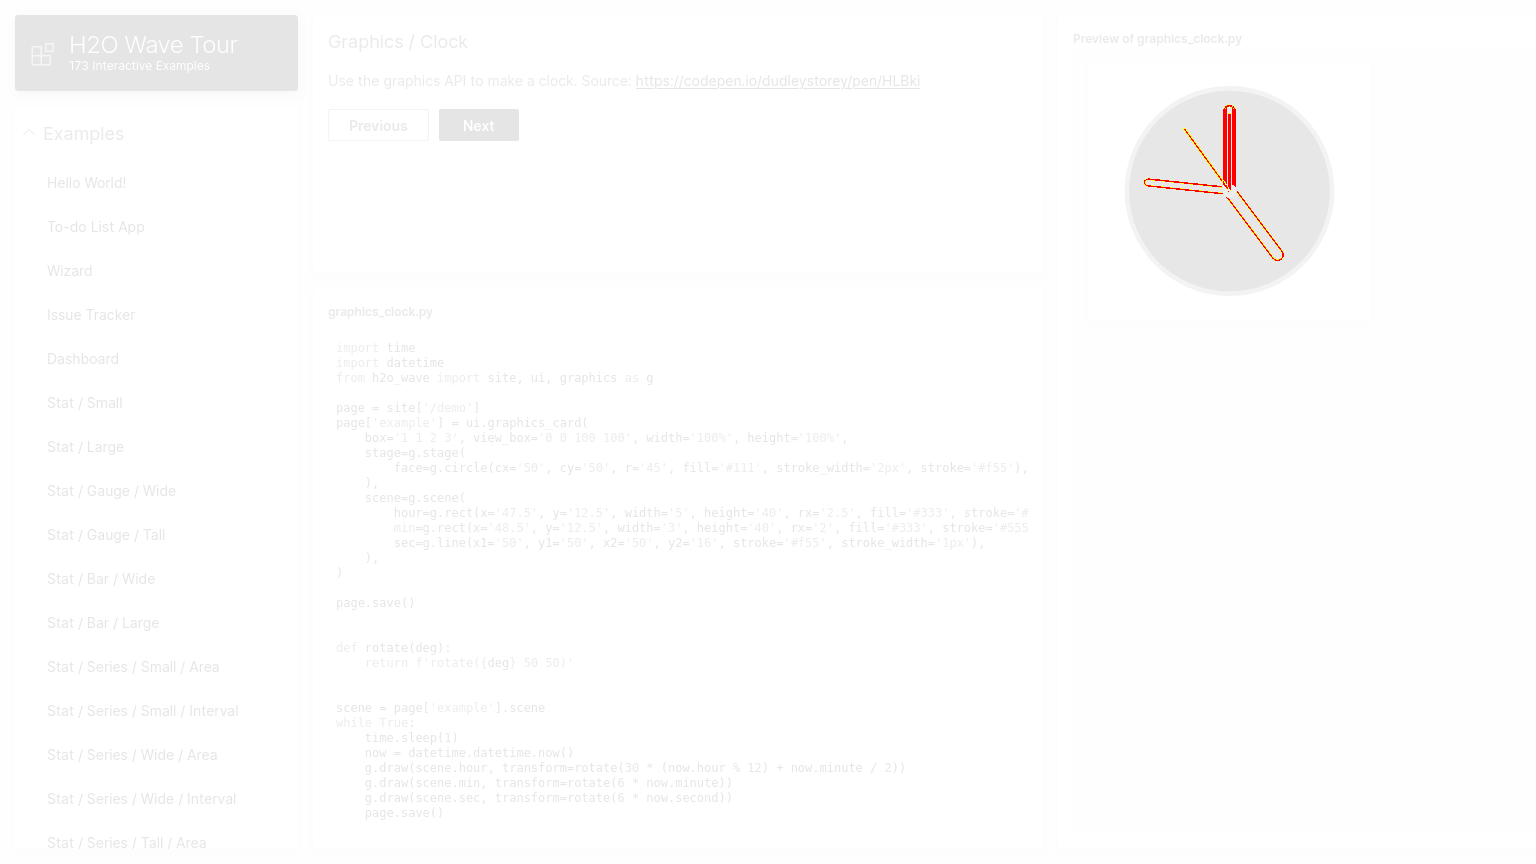 H2O Wave Tour
173 Interactive Examples
Examples
Hello World!
To-do List App
Wizard
Issue Tracker
Dashboard
Stat / Small
Stat / Large
Stat / Gauge / Wide
Stat / Gauge / Tall
Stat / Bar / Wide
Stat / Bar / Large
Stat / Series / Small / Area
Stat / Series / Small / Interval
Stat / Series / Wide / Area
Stat / Series / Wide / Interval
Stat / Series / Tall / Area
Graphics / Clock
Use the graphics API to make a clock. Source: https://codepen.io/dudleystorey/pen/HLBki
Previous
Next
graphics_clock.py
import time
import datetime
from h2o_wave import site, ui, graphics as g
page = site['/demo']
page['example'] = ui.graphics_card(
box='1 1 2 3', view_box='0 0 100 100', width='100%', height='100%',
stage=g.stage(
face=g.circle(cx='50', cy='50', r='45', fill='#111', stroke_width='2px', stroke='#f55'),
),
scene=g.scene(
hour=g.rect(x='47.5', y='12.5', width='5', height='40', rx='2.5', fill='#333', stroke='#
min=g.rect(x='48.5', y='12.5', width='3', height='40', rx='2', fill='#333', stroke='#555
sec=g.line(x1='50', y1='50', x2='50', y2='16', stroke='#f55', stroke_width='1px'),
),
)
page.save()
def rotate(deg):
return f'rotate({deg} 50 50)'
scene = page['example'].scene
while True:
time.sleep(1)
now = datetime.datetime.now()
g.draw(scene.hour, transform=rotate(30 * (now.hour % 12) + now.minute / 2))
g.draw(scene.min, transform=rotate(6 * now.minute))
g.draw(scene.sec, transform=rotate(6 * now.second))
page.save()
Preview of graphics_clock.py